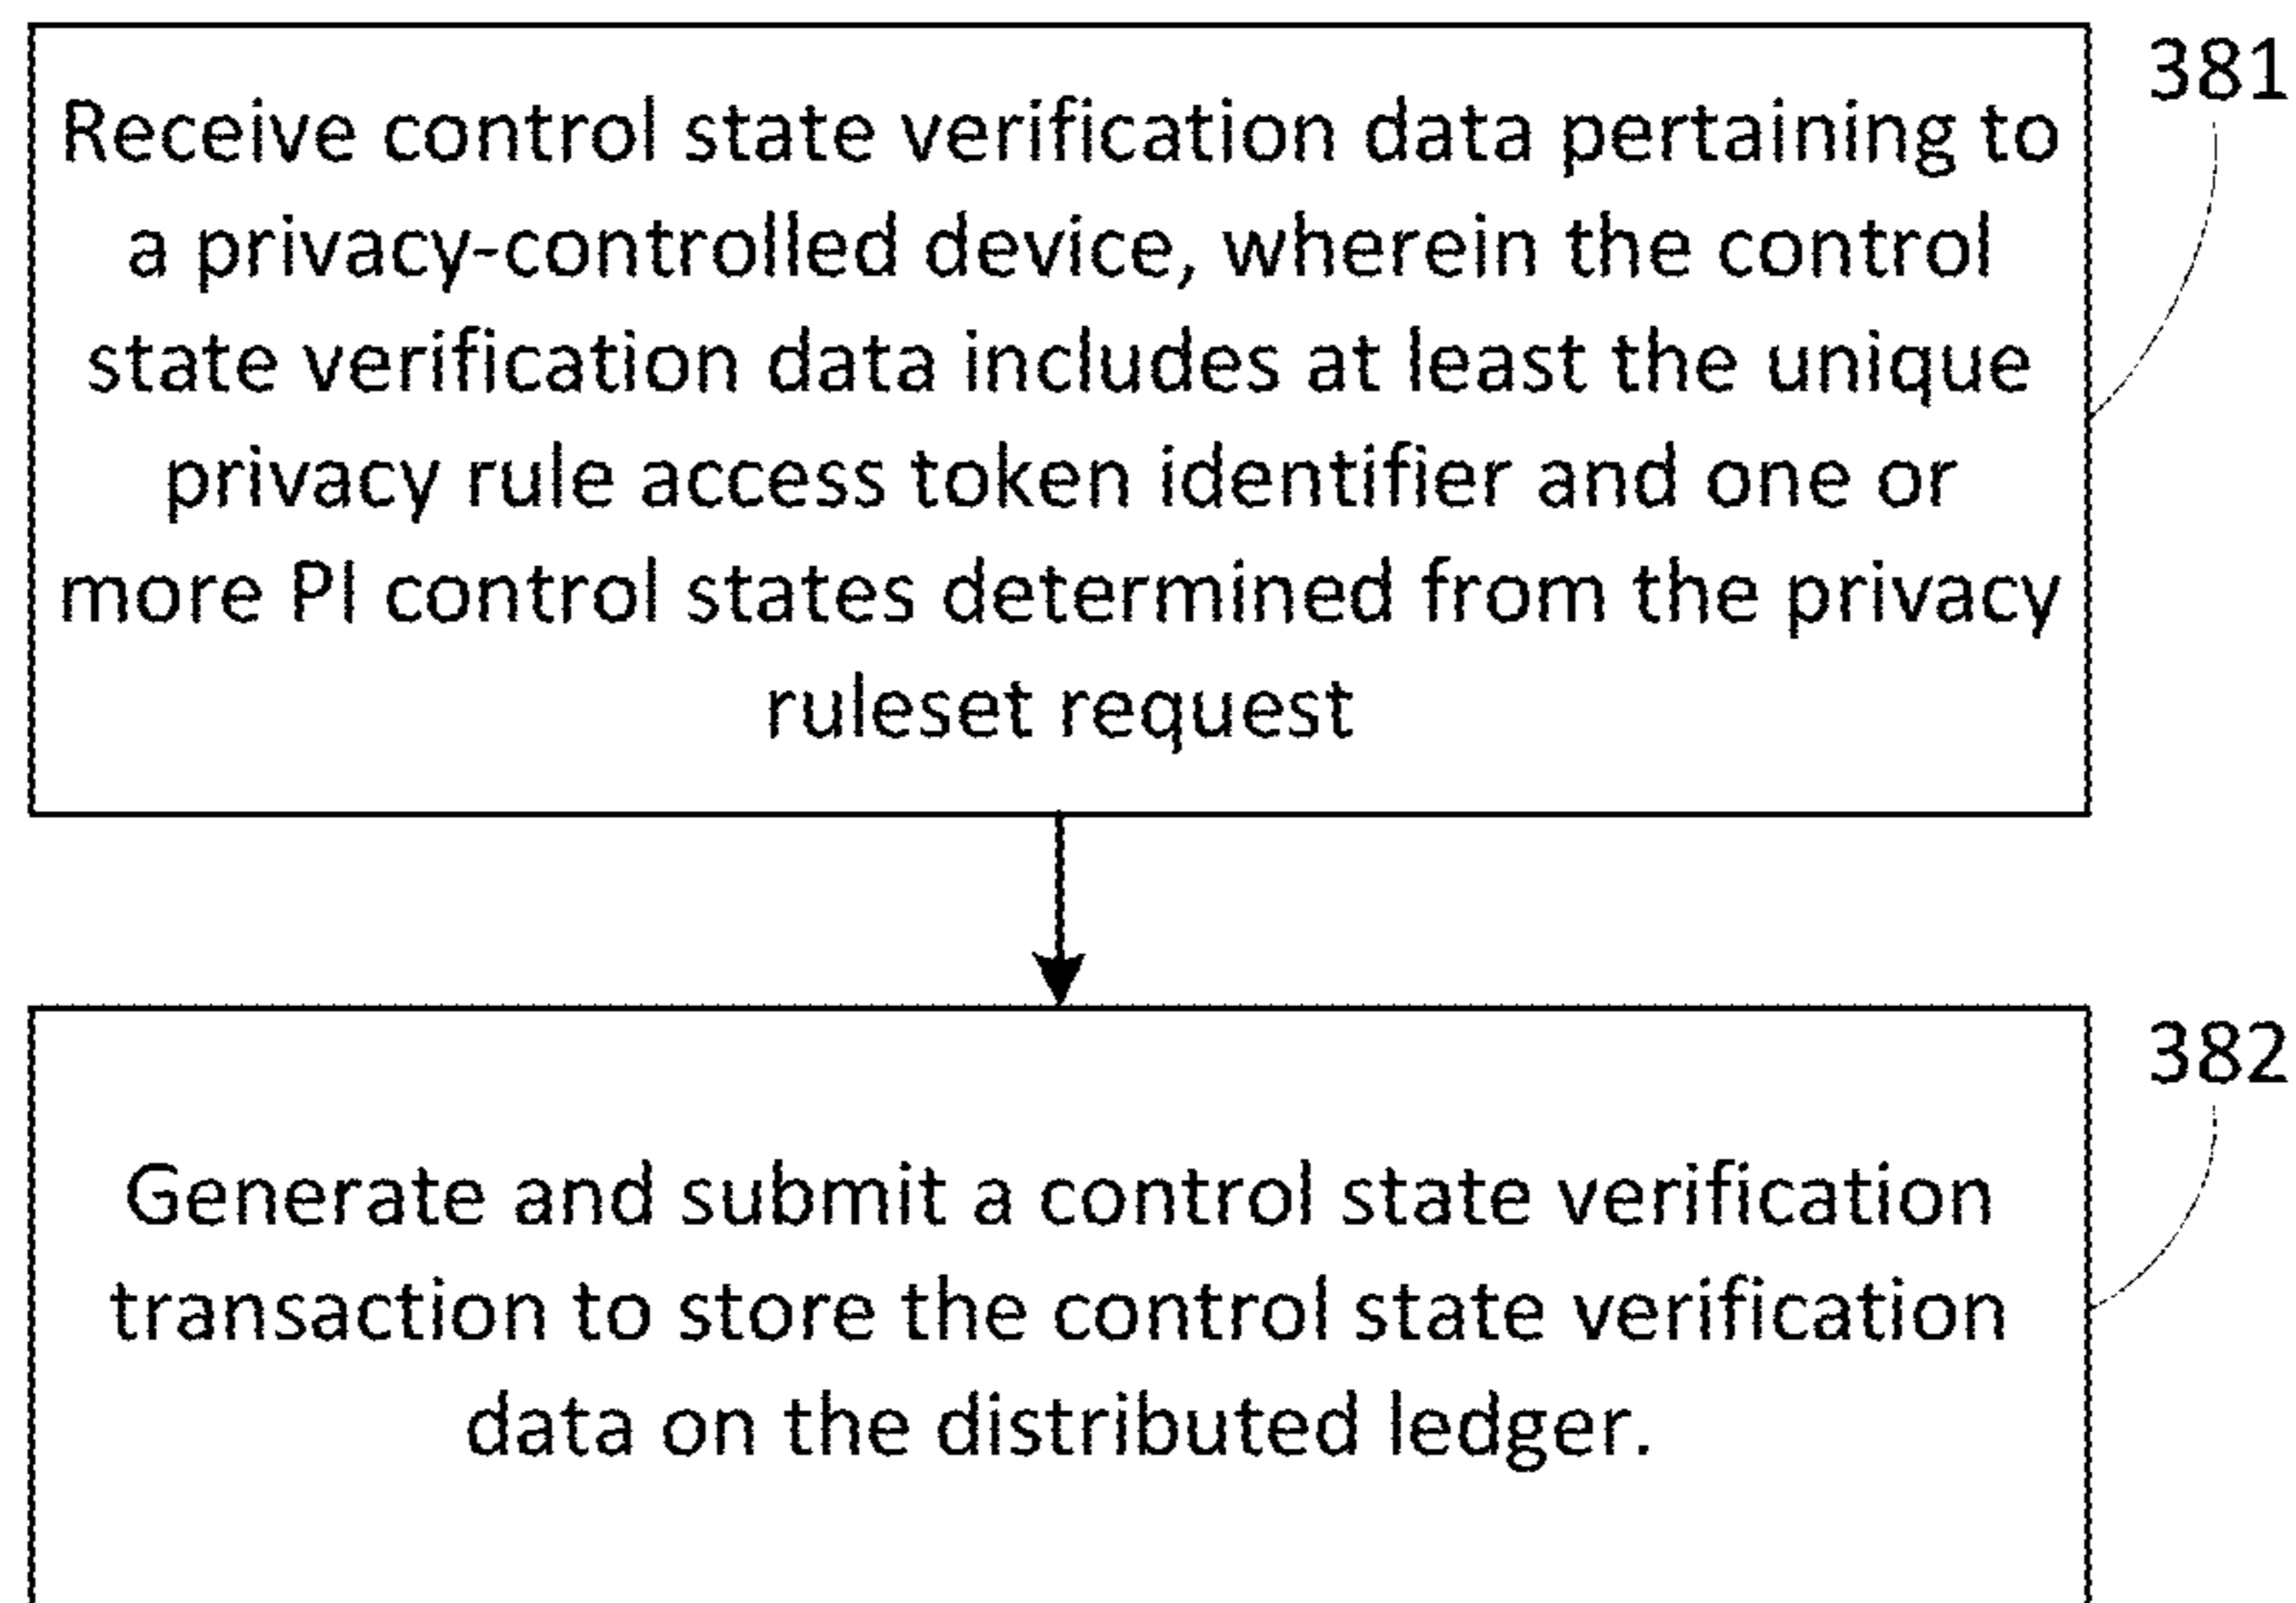 381
Receive control state verification data pertaining to
a privacy-controlled device, wherein the control
state verification data includes at least the unique
privacy rule access token identifier and one or
more PI control states determined from the privacy
ruleset request
382
Generate and submit a control state verification
transaction to store the control state verification
data on the distributed ledger.